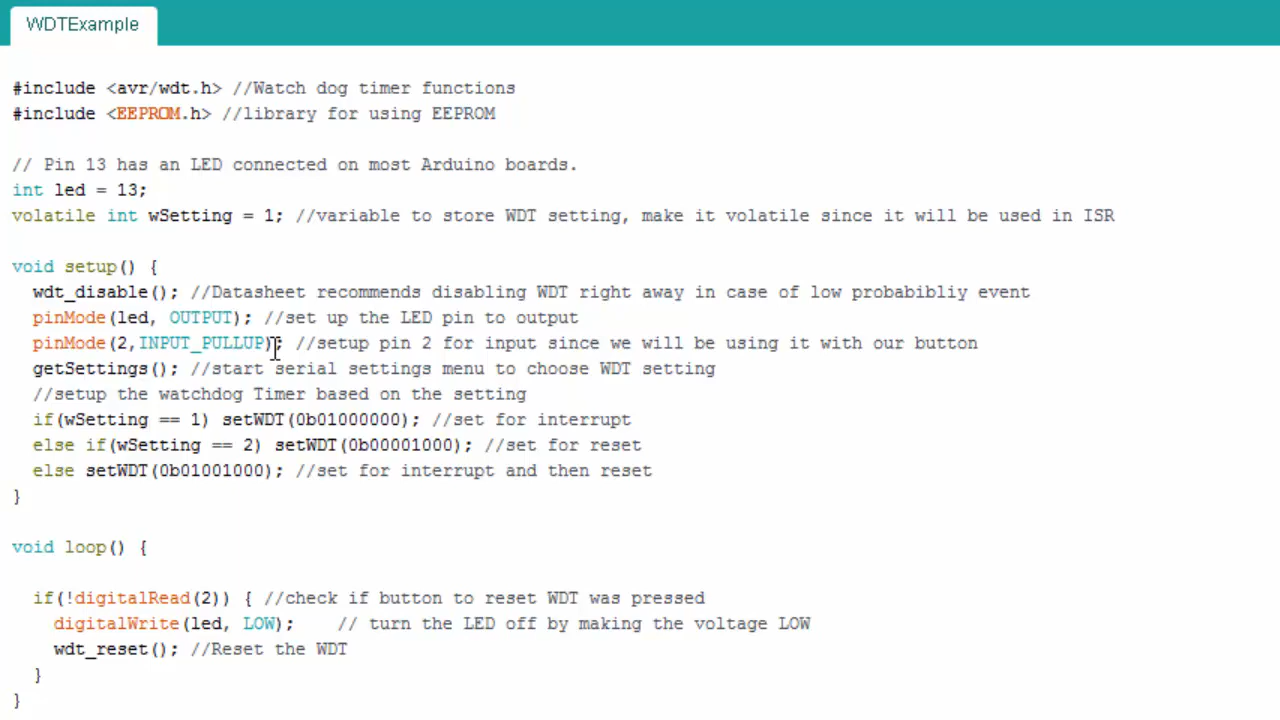 WDTExample
#include <avr/wdt.h> //Watch dog timer functions
#include <EEPROM.h> //library for using EEPROM
// Pin 13 has an LED connected on most Arduino boards.
int led = 13;
volatile int wSetting = 1; //variable to store WDT setting, make it volatile since it will be used in ISR
void setup() {
wdt_disable(); //Datasheet recommends disabling WDT right away in case of low probabibliy event
pinMode(led, OUTPUT); //set up the LED pin to output
pinMode(2,INPUT_PULLUP); //setup pin 2 for input since we will be using it with our button
getSettings(); //start serial settings menu to choose WDT setting
//setup the watchdog Timer based on the setting
if(wSetting == 1) setWDT(0b01000000); //set for interrupt
else if(wSetting == 2) setWDT(0b00001000); //set for reset
else setWDT(0b01001000); //set for interrupt and then reset
}
void loop() {
if(!digitalRead(2)) { //check if button to reset WDT was pressed
digitalWrite(led, LOW); // turn the LED off by making the voltage LOW
wdt_reset(); //Reset the WDT
}
}